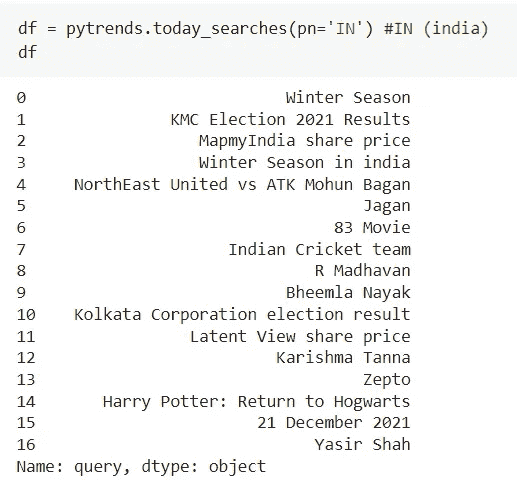 df = pytrends.today_searches(pn='IN') #IN (india)
df
0 Winter Season
1 KMC Election 2021 Results
2 MapmyIndia share price
3 Winter Season in india
4 NorthEast United vs ATK Mohun Bagan
5 Jagan
6 83 Movie
7 Indian Cricket team
8 R Madhavan
9 Bheemla Nayak
10 Kolkata Corporation election result
11 Latent View share price
12 Karishma Tanna
13 Zepto
14 Harry Potter: Return to Hogwarts
15 21 December 2021
16 Yasir Shah
Name: query, dtype: object